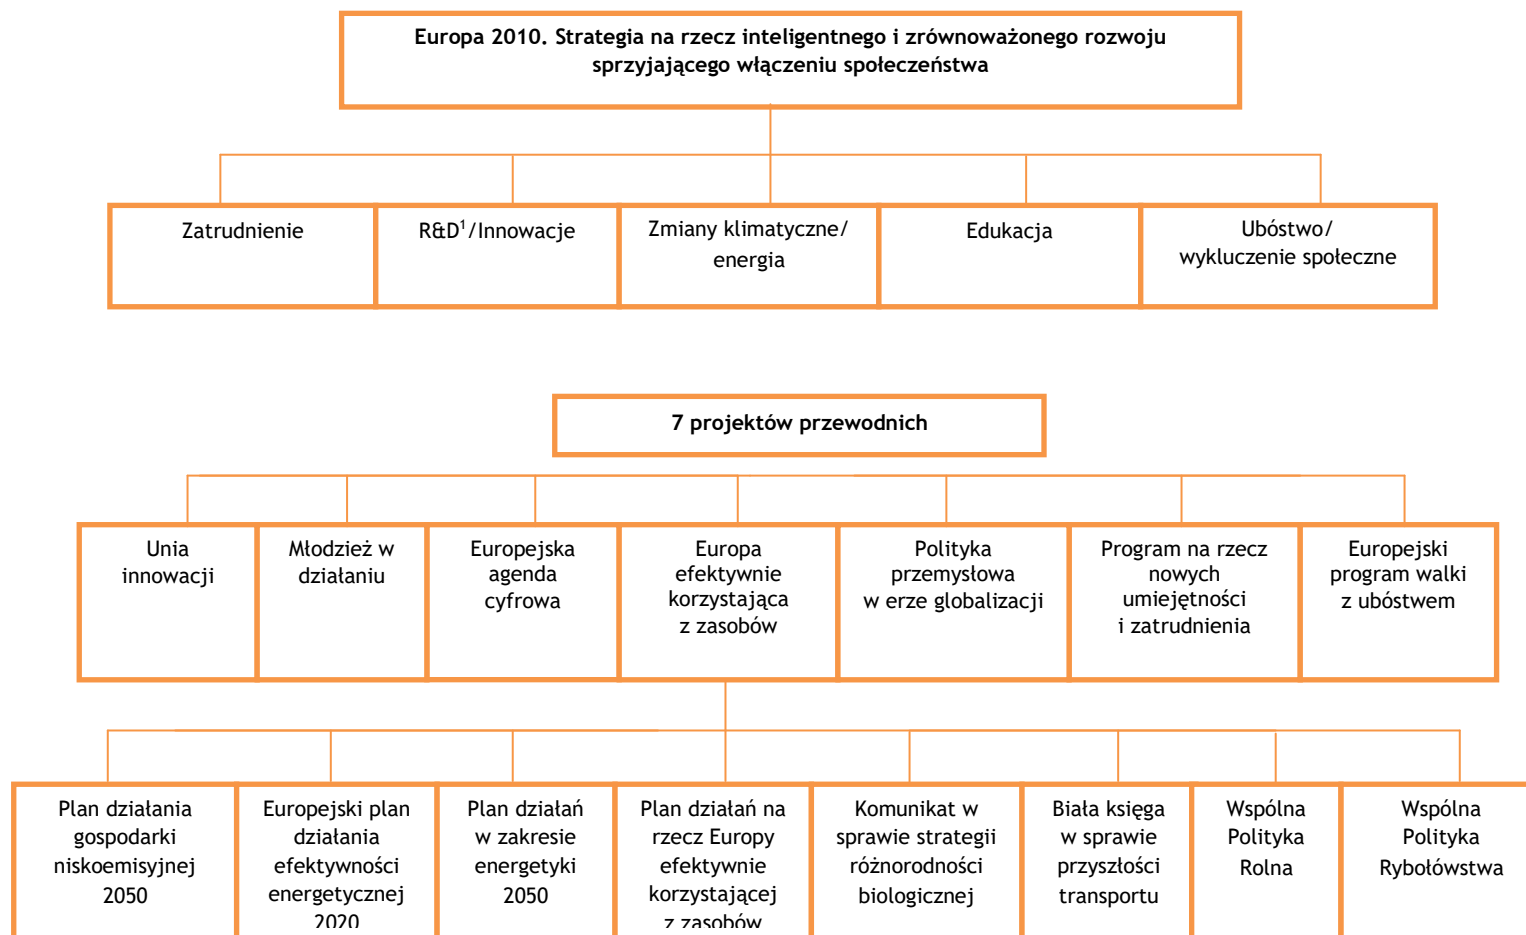 Europa 2010. Strategia na rzecz inteligentnego i zrównoważonego rozwoju
sprzyjającego włączeniu społeczeństwa
Zatrudnienie
R&D¹/Innowacje
Zmiany klimatyczne/
energia
Edukacja
Ubóstwo/
wykluczenie społeczne
7 projektów przewodnich
Unia
innowacji
Młodzież w
działaniu
Europejska
agenda
cyfrowa
Europa
efektywnie
korzystająca
z zasobów
Polityka
przemysłowa
w erze globalizacji
Program na rzecz
nowych
umiejętności
i zatrudnienia
Europejski
program walki
z ubóstwem
Plan działania
gospodarki
niskoemisyjnej
2050
Europejski plan
działania
efektywności
energetycznej
2020
Plan działań
w zakresie
energetyki
2050
Plan działań na
rzecz Europy
efektywnie
korzystającej
z zasobów
Komunikat w
sprawie strategii
różnorodności
biologicznej
Biała księga
w sprawie
przyszłości
transportu
Wspólna
Polityka
Rolna
Wspólna
Polityka
Rybołówstwa